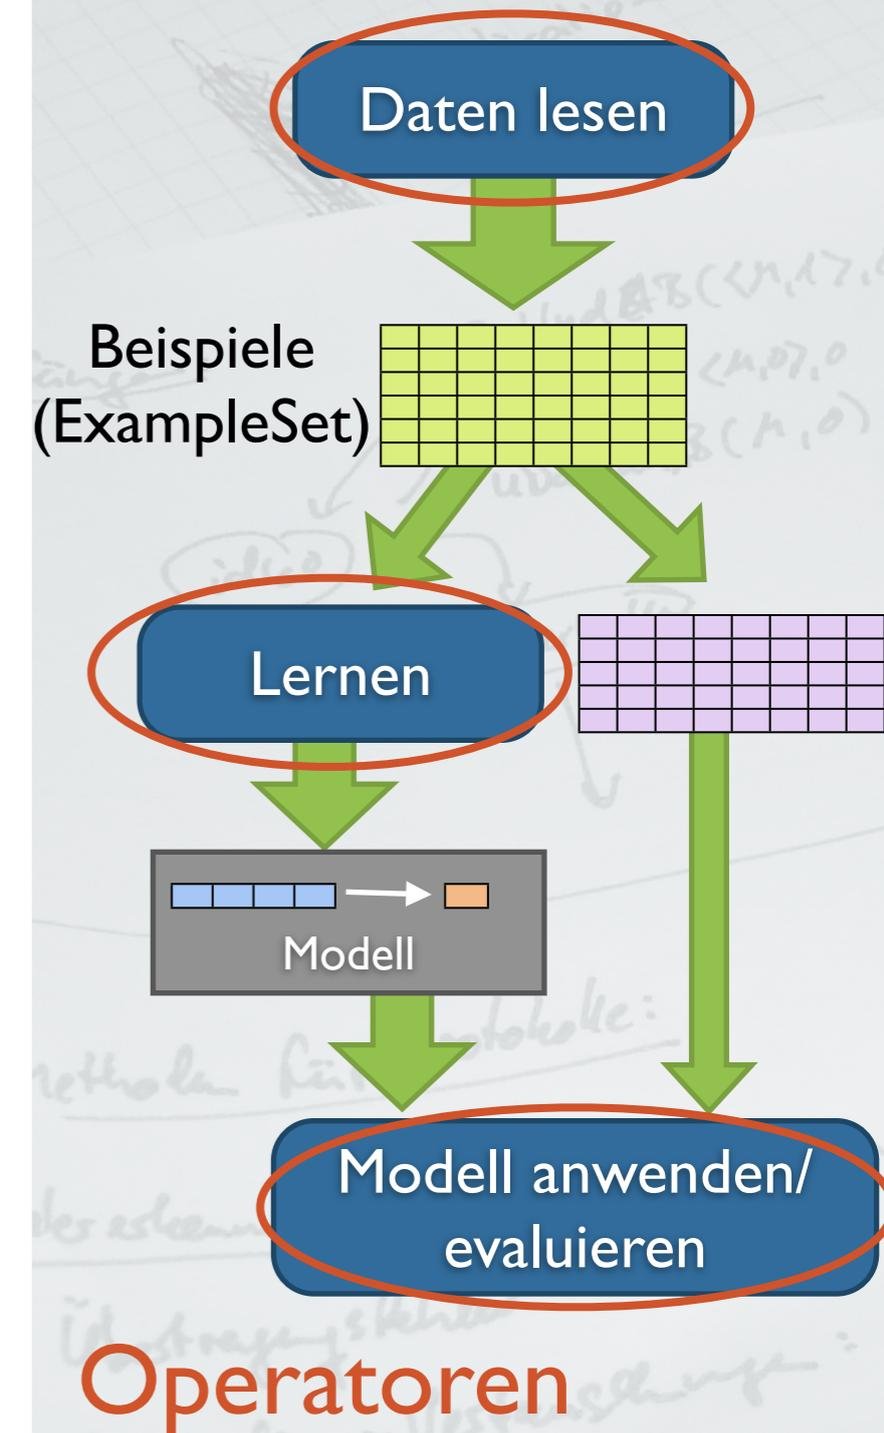 Daten lesen
Beispiele
(ExampleSet)
Lernen
Modell
Modell anwenden/
evaluieren
Operatoren